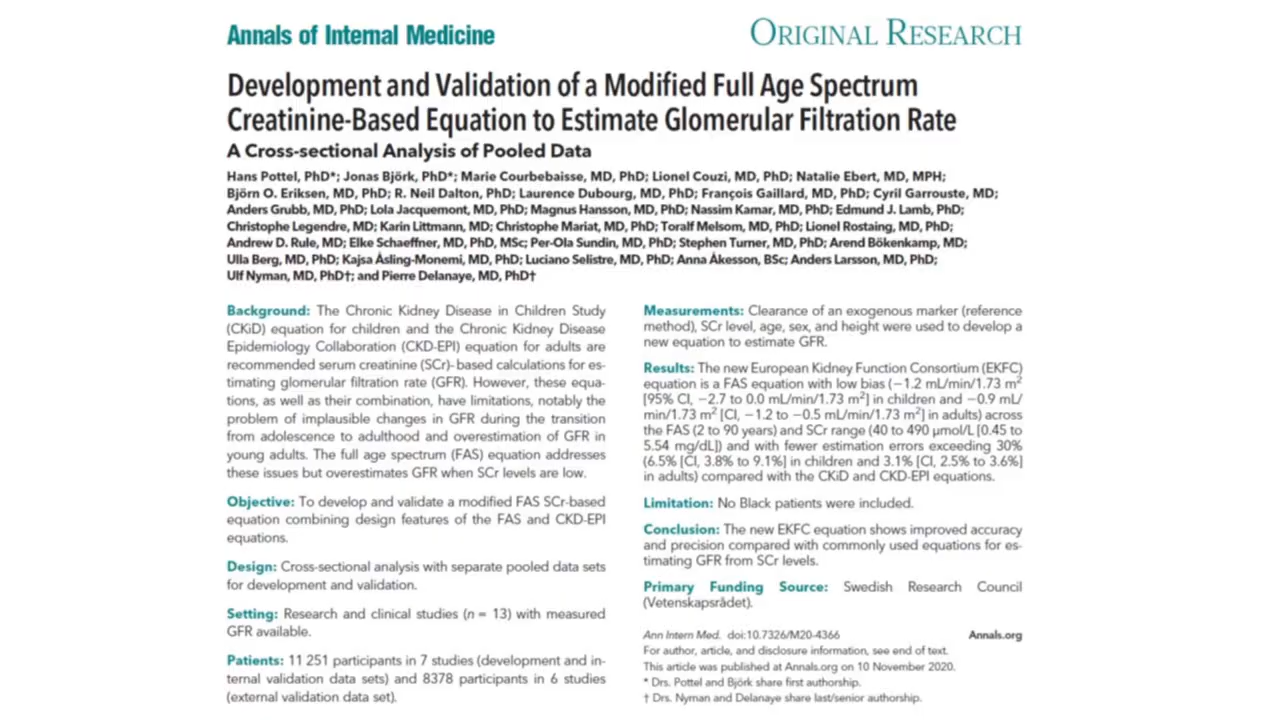 Annals of Internal Medicine
ORIGINAL RESEARCH
Development and Validation of a Modified Full Age Spectrum
Creatinine-Based Equation to Estimate Glomerular Filtration Rate
A Cross-sectional Analysis of Pooled Data
Hans Pottel, PhD*; Jonas Björk, PhD*; Marie Courbebaisse, MD, PhD; Lionel Couzi, MD, PhD; Natalie Ebert, MD, MPH;
Björn O. Eriksen, MD, PhD; R. Neil Dalton, PhD; Laurence Dubourg, MD, PhD; François Gaillard, MD, PhD; Cyril Garrouste, MD;
Anders Grubb, MD, PhD; Lola Jacquemont, MD, PhD; Magnus Hansson, MD, PhD; Nassim Kamar, MD, PhD; Edmund J. Lamb, PhD;
Christophe Legendre, MD; Karin Littmann, MD; Christophe Mariat, MD, PhD; Toralf Melsom, MD, PhD; Lionel Rostaing, MD, PhD;
Andrew D. Rule, MD; Elke Schaeffner, MD, PhD, MSc; Per-Ola Sundin, MD, PhD; Stephen Turner, MD, PhD; Arend Bökenkamp, MD;
Ulla Berg, MD, PhD; Kajsa Åsling-Monemi, MD, PhD; Luciano Selistre, MD, PhD; Anna Åkesson, BSc; Anders Larsson, MD, PhD;
Ulf Nyman, MD, PhD†; and Pierre Delanaye, MD, PhD†
Background: The Chronic Kidney Disease in Children Study
(CKiD) equation for children and the Chronic Kidney Disease
Epidemiology Collaboration (CKD-EPI) equation for adults are
recommended serum creatinine (SCr)-based calculations for es-
timating glomerular filtration rate (GFR). However, these equa-
tions, as well as their combination, have limitations, notably the
problem of implausible changes in GFR during the transition
from adolescence to adulthood and overestimation of GFR in
young adults. The full age spectrum (FAS) equation addresses
these issues but overestimates GFR when SCr levels are low.
Objective: To develop and validate a modified FAS SCr-based
equation combining design features of the FAS and CKD-EPI
equations.
Design: Cross-sectional analysis with separate pooled data sets
for development and validation.
Setting: Research and clinical studies (n = 13) with measured
GFR available.
Patients: 11 251 participants in 7 studies (development and in-
ternal validation data sets) and 8378 participants in 6 studies
(external validation data set).
Measurements: Clearance of an exogenous marker (reference
method), SCr level, age, sex, and height were used to develop a
new equation to estimate GFR.
Results: The new European Kidney Function Consortium (EKFC)
equation is a FAS equation with low bias (−1.2 mL/min/1.73 m²
[95% CI, −2.7 to 0.0 mL/min/1.73 m²] in children and −0.9 mL/
min/1.73 m² [CI, −1.2 to −0.5 mL/min/1.73 m²] in adults) across
the FAS (2 to 90 years) and SCr range (40 to 490 µmol/L [0.45 to
5.54 mg/dL]) and with fewer estimation errors exceeding 30%
(6.5% [CI, 3.8% to 9.1%] in children and 3.1% [CI, 2.5% to 3.6%]
in adults) compared with the CKiD and CKD-EPI equations.
Limitation: No Black patients were included.
Conclusion: The new EKFC equation shows improved accuracy
and precision compared with commonly used equations for es-
timating GFR from SCr levels.
Primary Funding Source: Swedish Research Council
(Vetenskapsrådet).
Ann Intern Med. doi:10.7326/M20-4366
Annals.org
For author, article, and disclosure information, see end of text.
This article was published at Annals.org on 10 November 2020.
* Drs. Pottel and Björk share first authorship.
† Drs. Nyman and Delanaye share last/senior authorship.